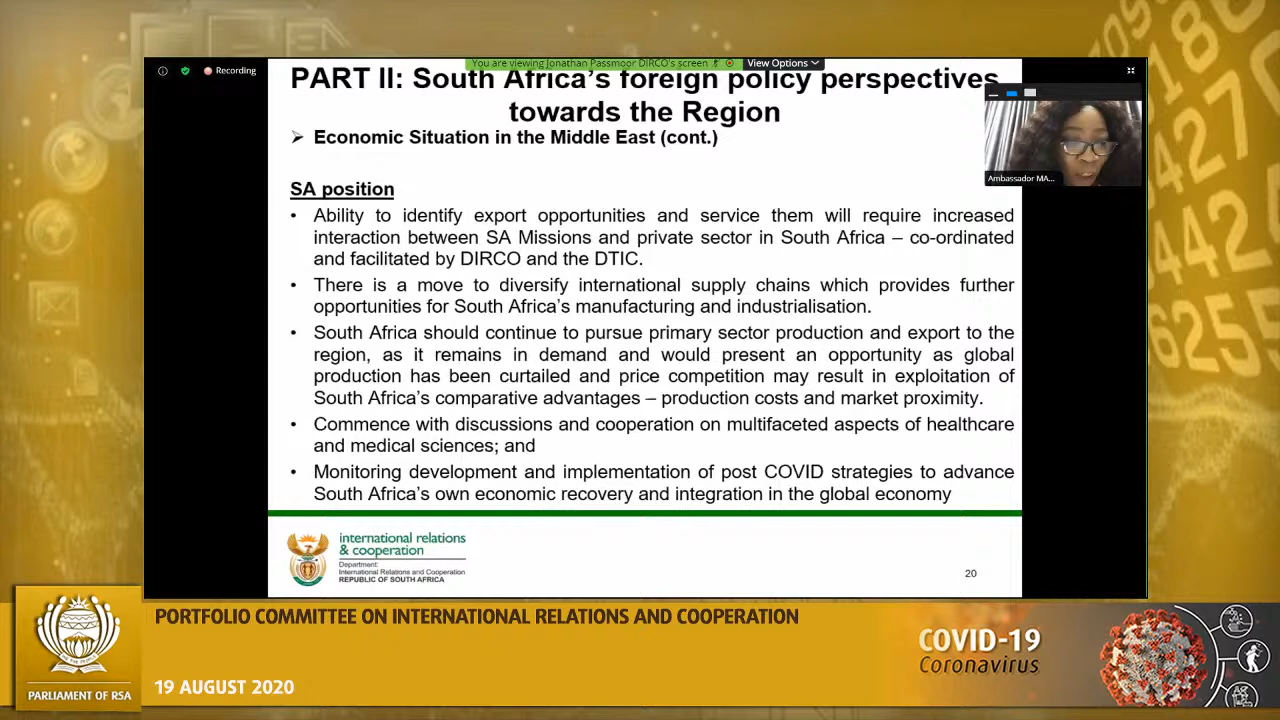 You are viewing Jonathan Passmoor DIRCO's screen
View Options
Recording
PART II: South Africa's foreign policy perspectives
towards the Region
➢ Economic Situation in the Middle East (cont.)
Ambassador MA...
SA position
• Ability to identify export opportunities and service them will require increased
interaction between SA Missions and private sector in South Africa – co-ordinated
and facilitated by DIRCO and the DTIC.
• There is a move to diversify international supply chains which provides further
opportunities for South Africa's manufacturing and industrialisation.
• South Africa should continue to pursue primary sector production and export to the
region, as it remains in demand and would present an opportunity as global
production has been curtailed and price competition may result in exploitation of
South Africa's comparative advantages – production costs and market proximity.
• Commence with discussions and cooperation on multifaceted aspects of healthcare
and medical sciences; and
• Monitoring development and implementation of post COVID strategies to advance
South Africa's own economic recovery and integration in the global economy
international relations
& cooperation
Department:
International Relations and Cooperation
REPUBLIC OF SOUTH AFRICA
20
PORTFOLIO COMMITTEE ON INTERNATIONAL RELATIONS AND COOPERATION
COVID-19
Coronavirus
PARLIAMENT OF RSA
19 AUGUST 2020